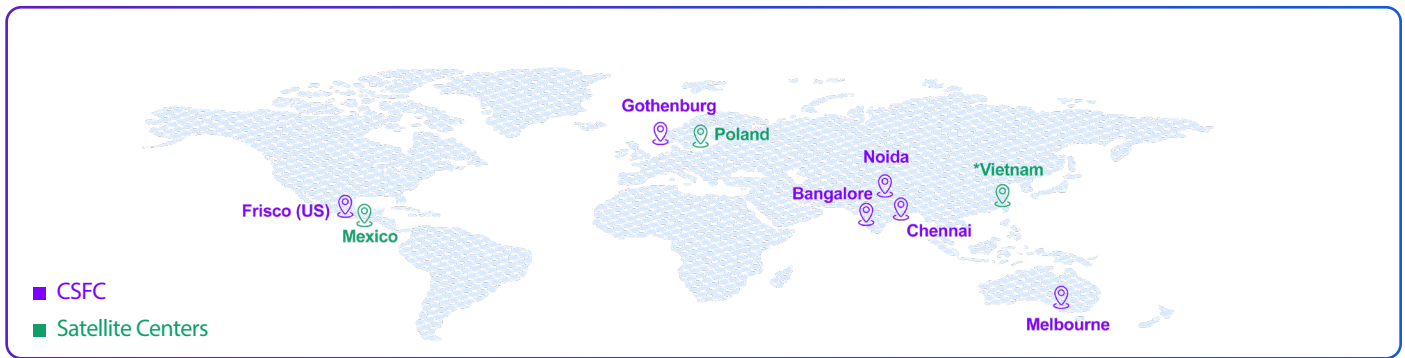 Gothenburg
Poland
Noida
*Vietnam
Bangalore
Frisco (US)
Chennai
Mexico
CSFC
Satellite Centers
Melbourne